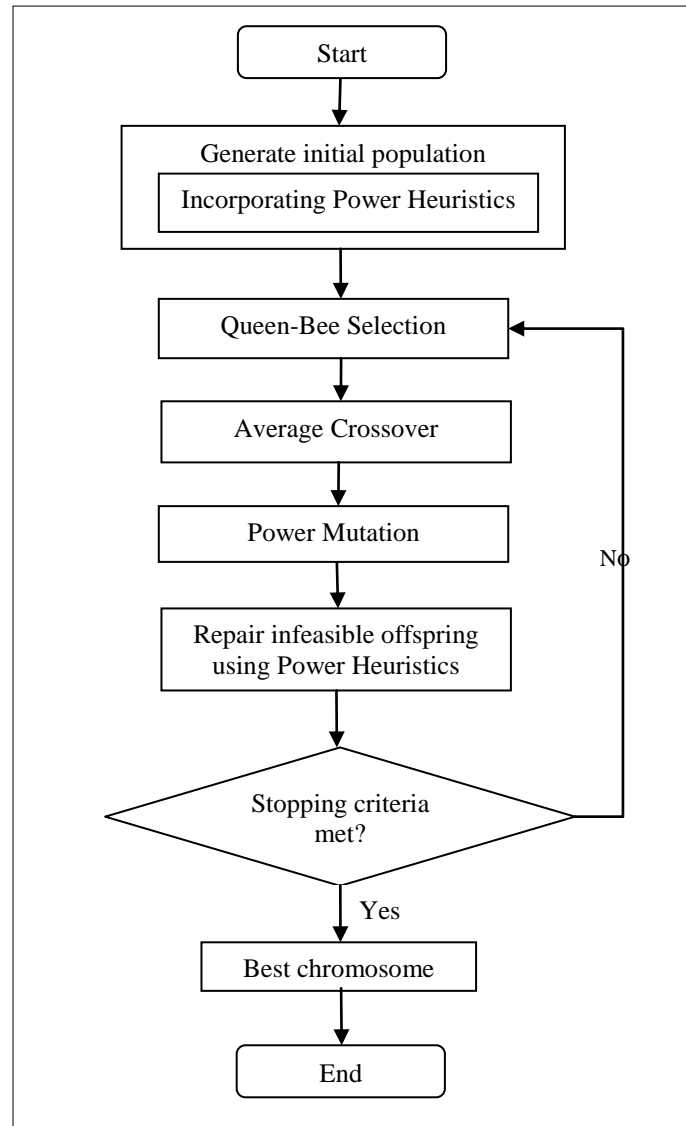 Start
Generate initial population
Incorporating Power Heuristics
Queen-Bee Selection
Average Crossover
Power Mutation
No
Repair infeasible offspring
using Power Heuristics
Stopping criteria
met?
Yes
Best chromosome
End